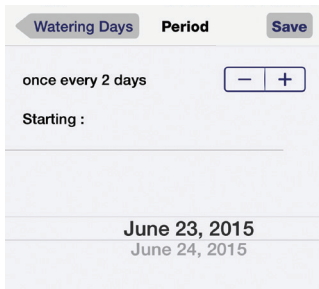 Watering Days Period Save
once every 2 days
Starting :
June 23, 2015
June 24, 2015